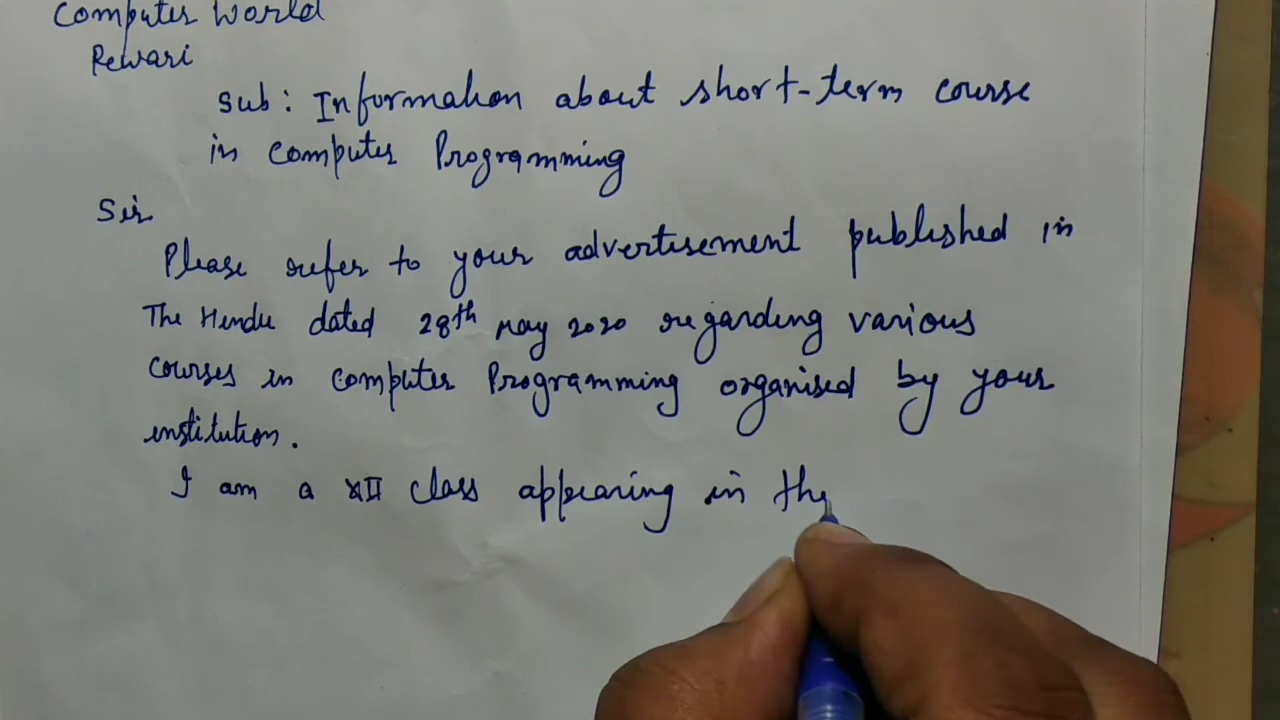 Computer World
Rewari
Sub: Information about short-term course
in Computer Programming
Sir
Please refer to your advertisement published in
The Hindu dated 28th May 2020 regarding various
courses in Computer Programming organised by your
institution.
I am a XII class appearing in the